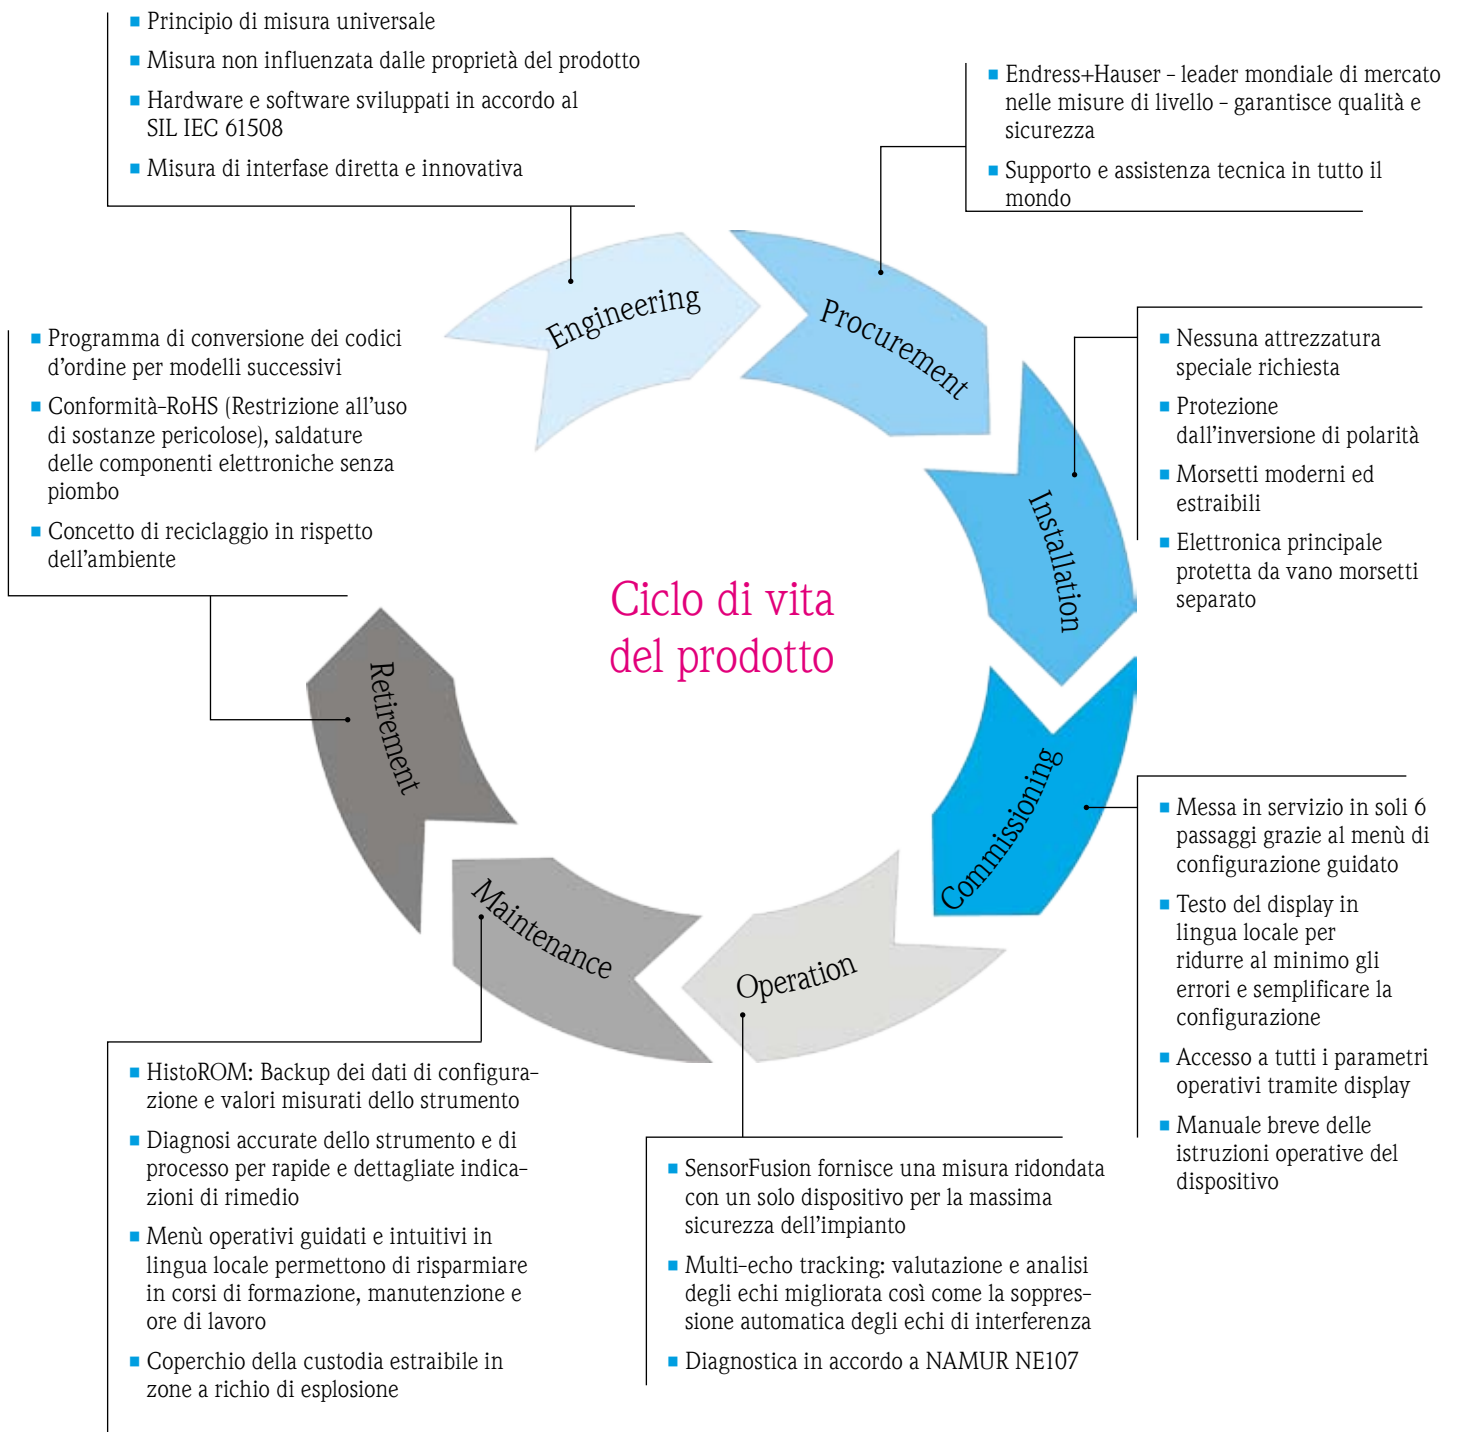 Principio di misura universale
Misura non influenzata dalle proprietà del prodotto
Hardware e software sviluppati in accordo al
SIL IEC 61508
Misura di interfase diretta e innovativa
Endress+Hauser - leader mondiale di mercato
nelle misure di livello - garantisce qualità e
sicurezza
Supporto e assistenza tecnica in tutto il
mondo
Engineering
Procurement
Nessuna attrezzatura
speciale richiesta
Protezione
dall'inversione di polarità
Morsetti moderni ed
estraibili
Elettronica principale
protetta da vano morsetti
separato
Programma di conversione dei codici
d'ordine per modelli successivi
Conformità-RoHS (Restrizione all'uso
di sostanze pericolose), saldature
delle componenti elettroniche senza
piombo
Concetto di reciclaggio in rispetto
dell'ambiente
Installation
Ciclo di vita
del prodotto
Retirement
Commissioning
Messa in servizio in soli 6
passaggi grazie al menù di
configurazione guidato
Testo del display in
lingua locale per
ridurre al minimo gli
errori e semplificare la
configurazione
Accesso a tutti i parametri
operativi tramite display
Manuale breve delle
istruzioni operative del
dispositivo
Maintenance
Operation
HistoROM: Backup dei dati di configura-
zione e valori misurati dello strumento
Diagnosi accurate dello strumento e di
processo per rapide e dettagliate indica-
zioni di rimedio
Menù operativi guidati e intuitivi in
lingua locale permettono di risparmiare
in corsi di formazione, manutenzione e
ore di lavoro
Coperchio della custodia estraibile in
zone a richio di esplosione
SensorFusion fornisce una misura ridondata
con un solo dispositivo per la massima
sicurezza dell'impianto
Multi-echo tracking: valutazione e analisi
degli echi migliorata così come la soppres-
sione automatica degli echi di interferenza
Diagnostica in accordo a NAMUR NE107